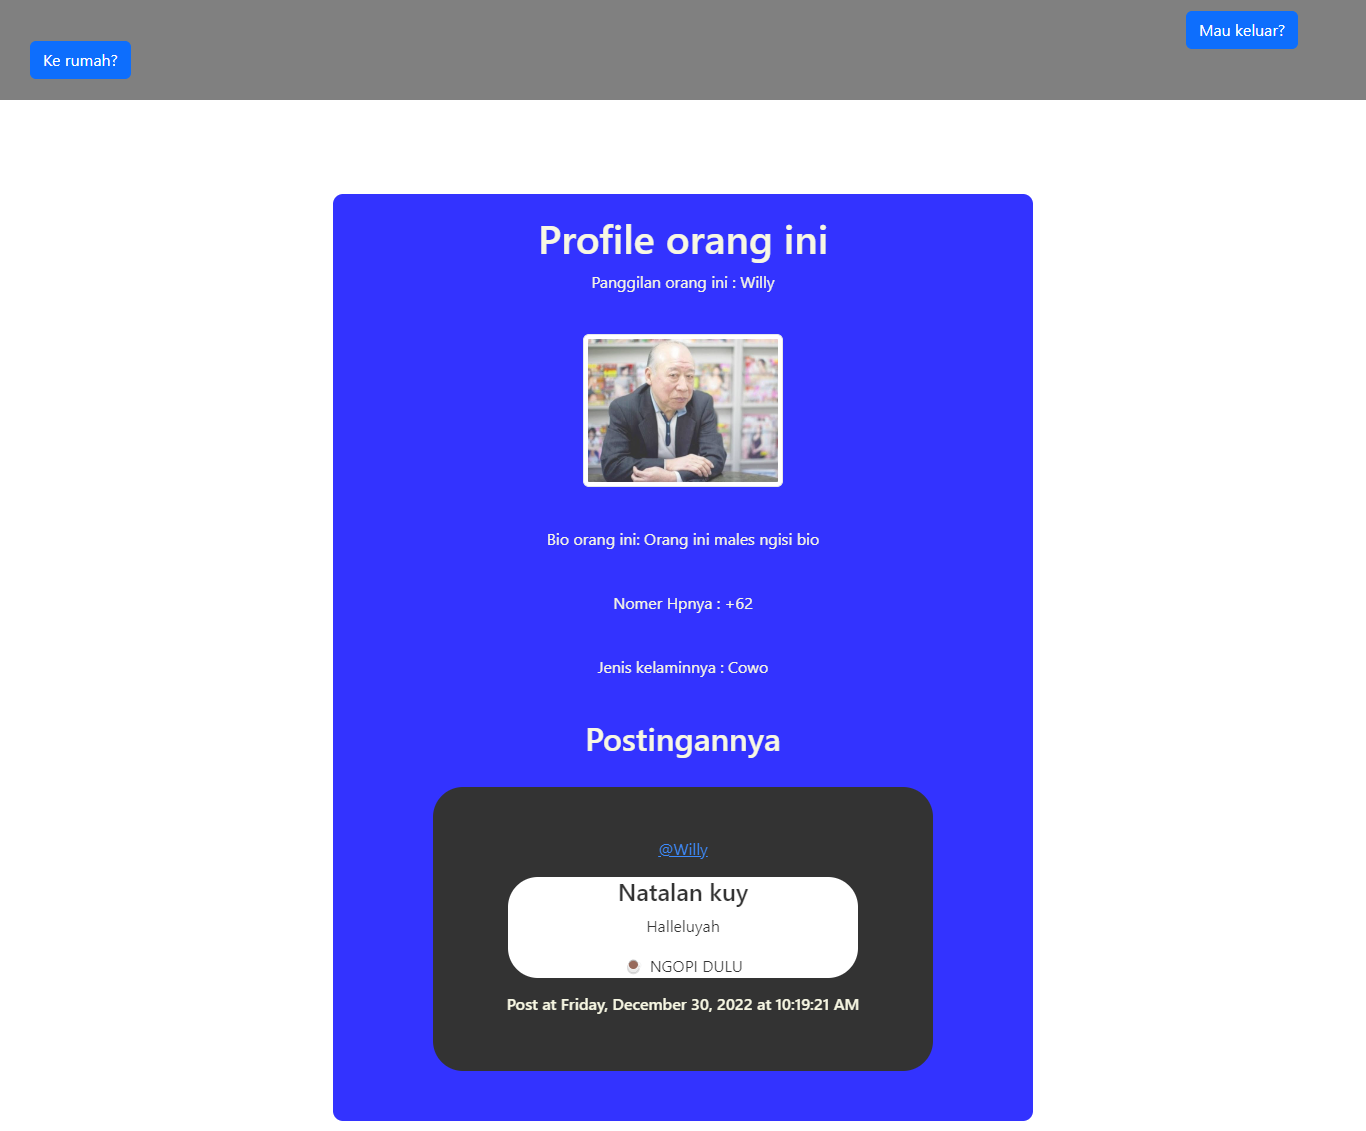 Mau keluar?
Ke rumah?
Profile orang ini
Panggilan orang ini : Willy
Bio orang ini: Orang ini males ngisi bio
Nomer Hpnya : +62
Jenis kelaminnya : Cowo
Postingannya
@Willy
Natalan kuy
Halleluyah
NGOPI DULU
Post at Friday, December 30, 2022 at 10:19:21 AM